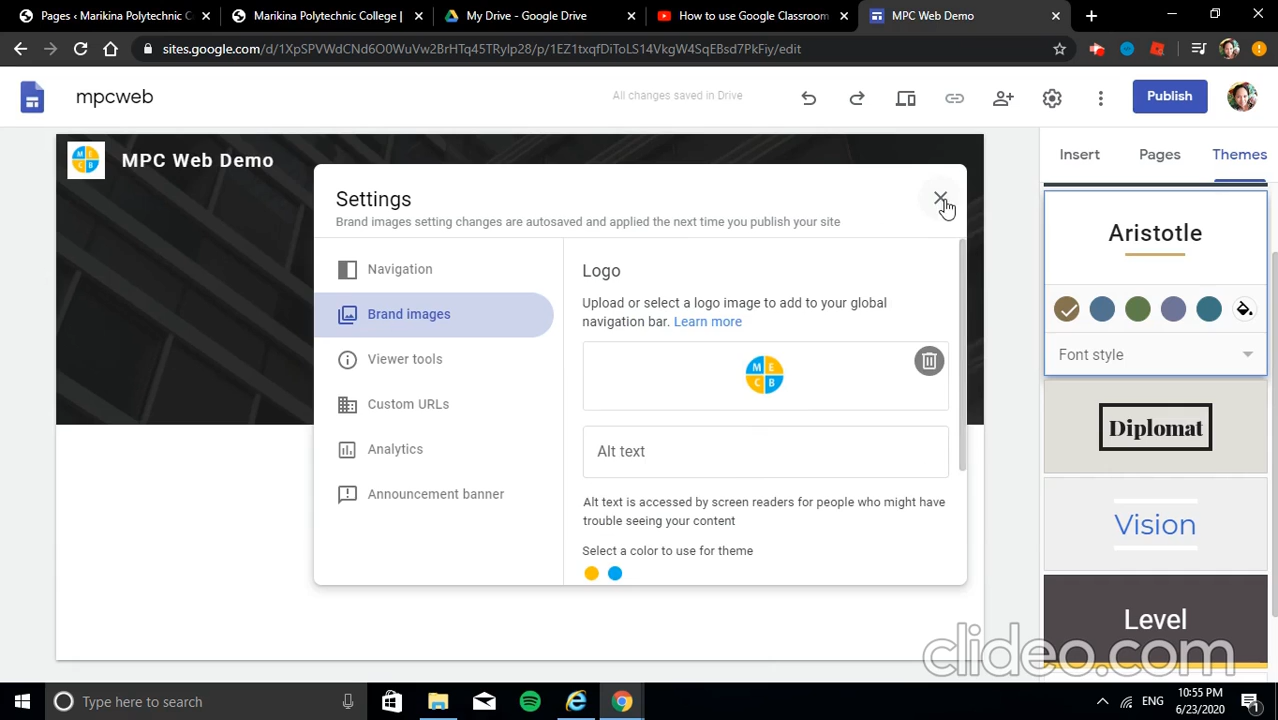 Marikina Polytechnic C
Marikina Polytechnic College |
My Drive - Google Drive
How to use Google Classroom
MPC Web Demo
sites.google.com/d/1XpSPVWdCNd6O0WuVw2BrHTq45TRylp28/p/1EZ1txqfDiToLS14VkgW4SqEBsd7PkFiy/edit
mpcweb
All changes saved in Drive
Publish
MPC Web Demo
M E
C B
Insert
Pages
Themes
Settings
Brand images setting changes are autosaved and applied the next time you publish your site
Navigation
Brand images
Viewer tools
Custom URLs
Analytics
Announcement banner
Logo
Upload or select a logo image to add to your global
navigation bar. Learn more
M E
C B
Alt text
Alt text is accessed by screen readers for people who might have
trouble seeing your content
Select a color to use for theme
Aristotle
Font style
Diplomat
Vision
Level
clideo.com
Type here to search
ENG
10:55 PM
6/23/2020
1